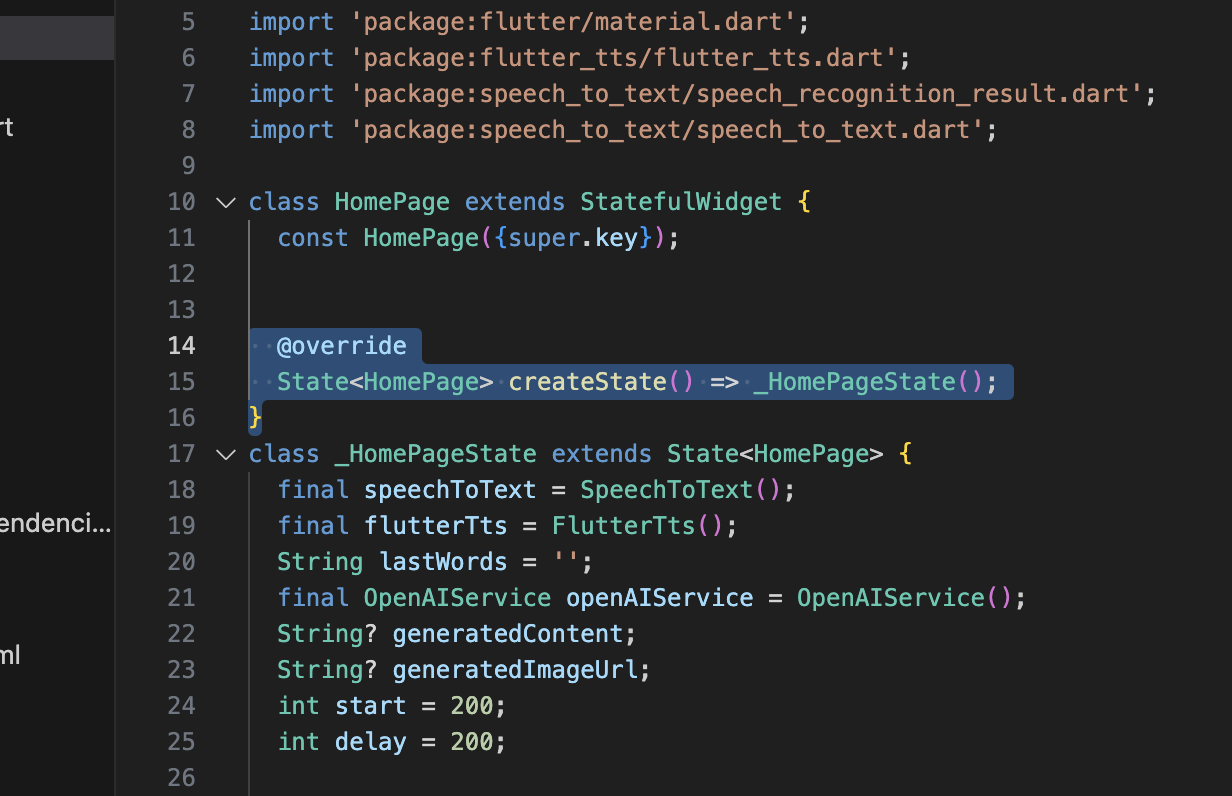 5 import 'package:flutter/material.dart';
6 import 'package:flutter_tts/flutter_tts.dart';
7 import 'package:speech_to_text/speech_recognition_result.dart';
8 import 'package:speech_to_text/speech_to_text.dart';
9
10 class HomePage extends StatefulWidget {
11   const HomePage({super.key});
12
13
14   @override
15   State<HomePage> createState() => _HomePageState();
16 }
17 class _HomePageState extends State<HomePage> {
18   final speechToText = SpeechToText();
19   final flutterTts = FlutterTts();
20   String lastWords = '';
21   final OpenAIService openAIService = OpenAIService();
22   String? generatedContent;
23   String? generatedImageUrl;
24   int start = 200;
25   int delay = 200;
26
rt
endenci...
ml